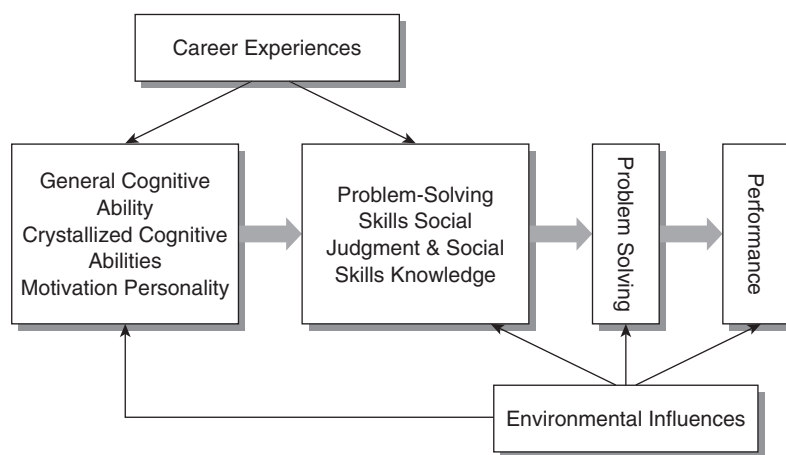 Career Experiences
General Cognitive
Ability
Crystallized Cognitive
Abilities
Motivation Personality
Problem-Solving
Skills Social
Judgment & Social
Skills Knowledge
Problem Solving
Performance
Environmental Influences